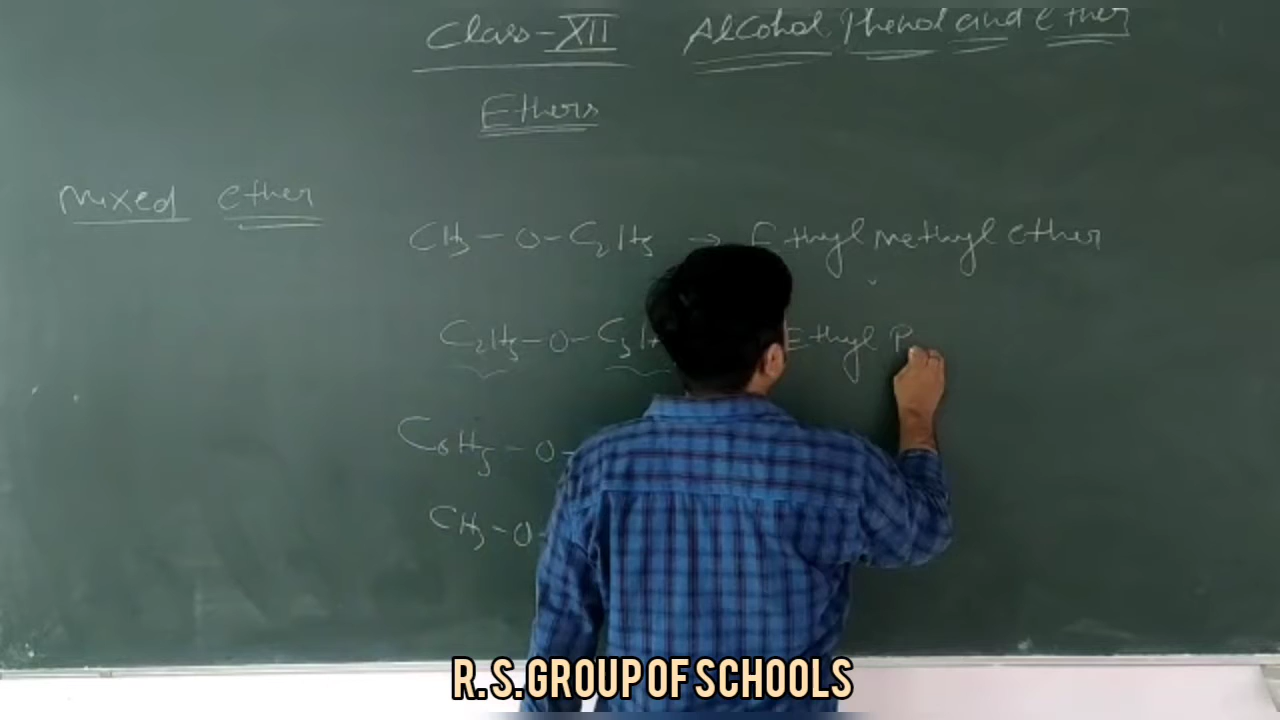 Class-XII Alcohol Phenol and ether
Ethers
Mixed ether
CH3-O-C2H5 → Ethyl Methyl ether
C2H5-O-C3H Ethyl P
C6H5-O-
CH3-O-
R. S. GROUP OF SCHOOLS